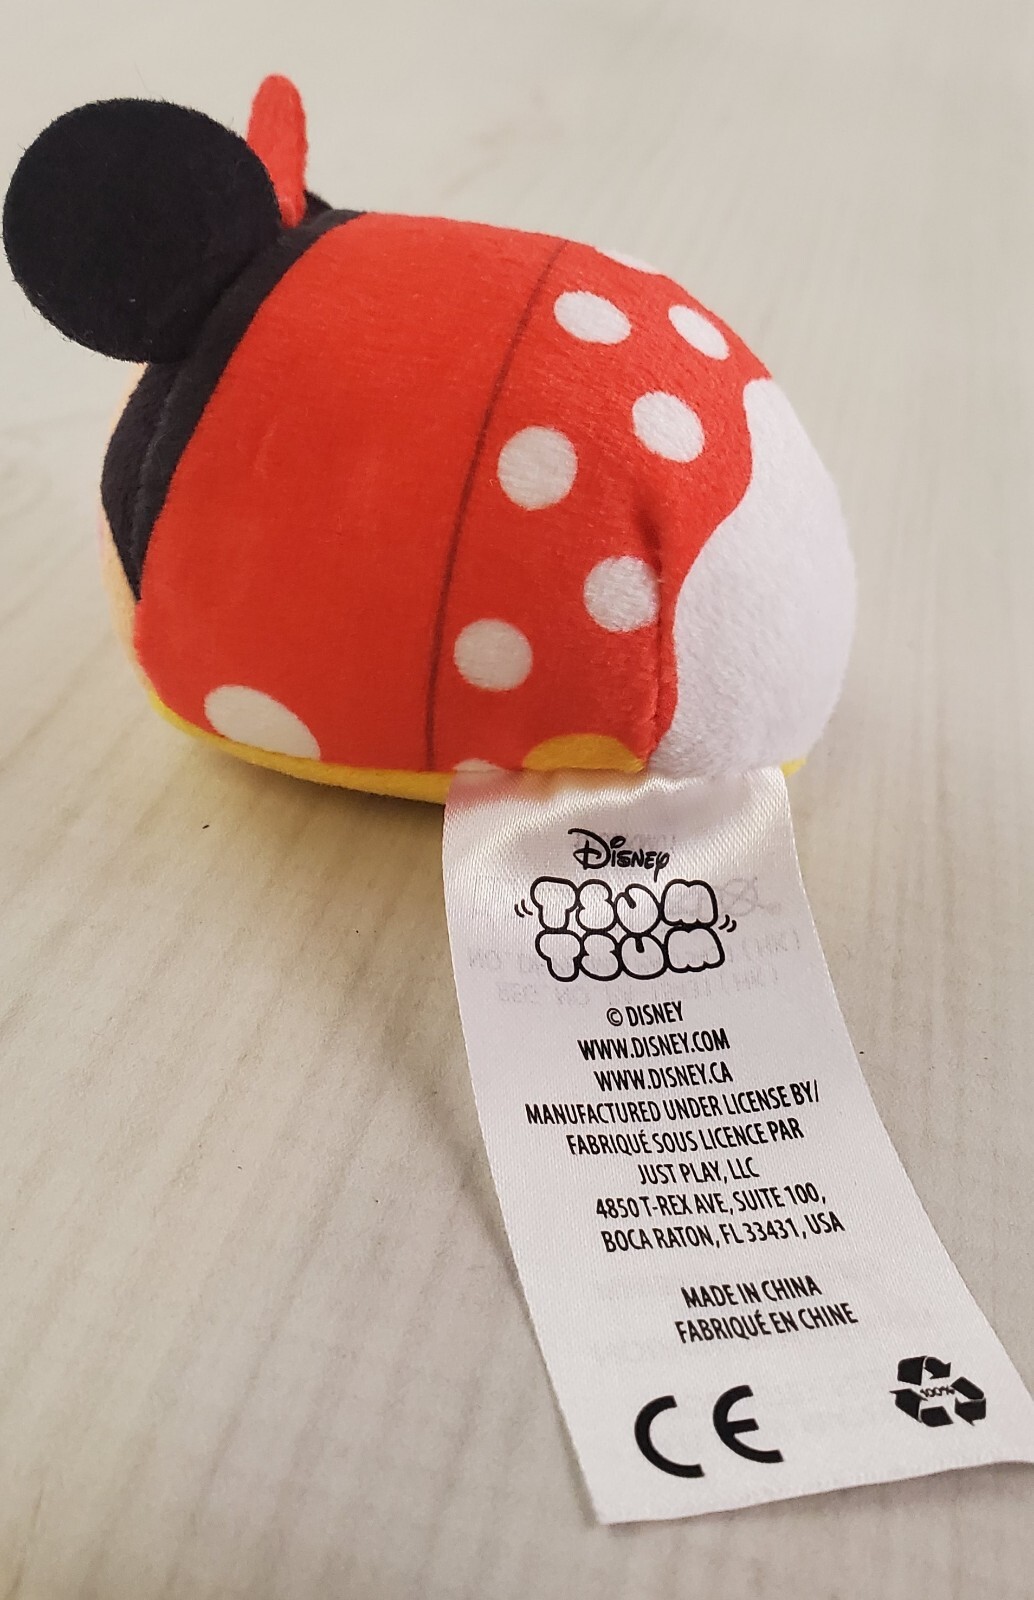 Disney
TSUM
TSUM
© DISNEY
WWW.DISNEY.COM
WWW.DISNEY.CA
MANUFACTURED UNDER LICENSE BY/
FABRIQUÉ SOUS LICENCE PAR
JUST PLAY, LLC
4850 T-REX AVE, SUITE 100,
BOCA RATON, FL 33431, USA
MADE IN CHINA
FABRIQUÉ EN CHINE
CE
100%